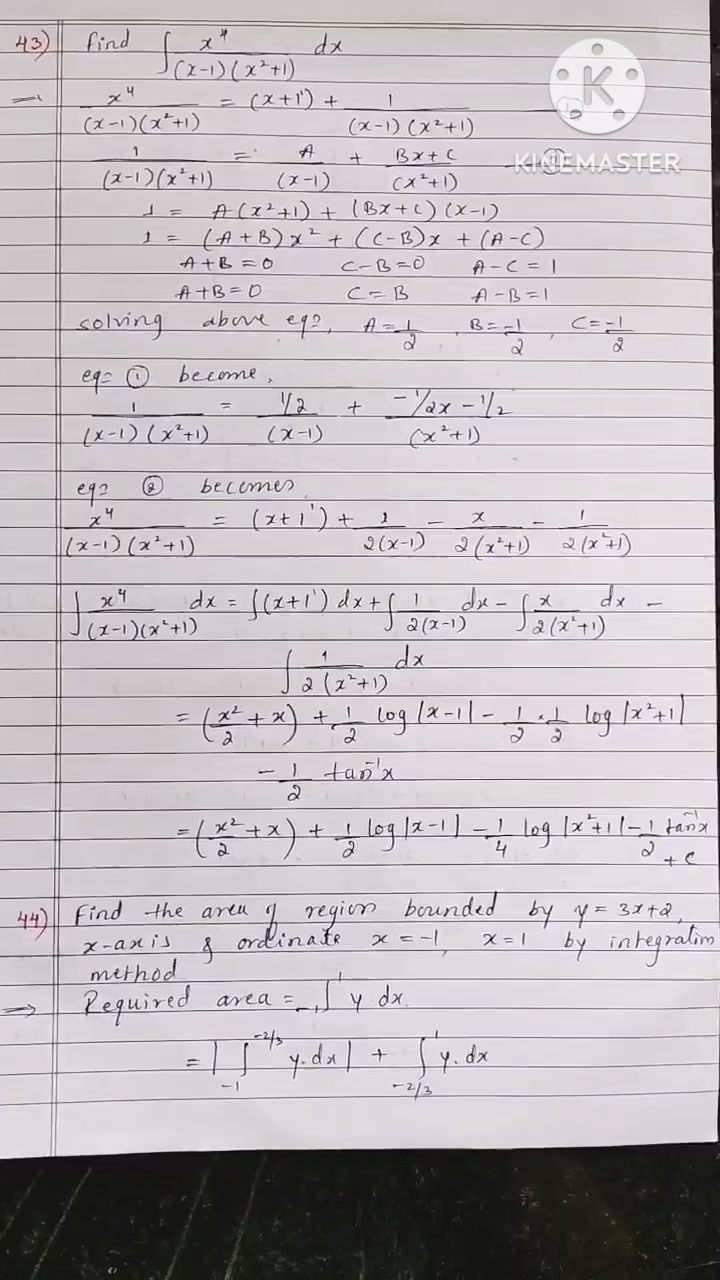 43) Find ∫ x⁴/((x-1)(x²+1)) dx
⇒ x⁴/((x-1)(x²+1)) = (x+1) + 1/((x-1)(x²+1))
KINEMASTER
1/((x-1)(x²+1)) = A/(x-1) + (Bx+C)/(x²+1)
1 = A(x²+1) + (Bx+C)(x-1)
1 = (A+B)x² + (C-B)x + (A-C)
A+B=0 C-B=0 A-C=1
A+B=0 C=B A-B=1
solving above eqⁿ, A=1/2, B=-1/2, C=-1/2
eqⁿ ① become,
1/((x-1)(x²+1)) = (1/2)/(x-1) + (-1/2x-1/2)/(x²+1)
eqⁿ ② becomes
x⁴/((x-1)(x²+1)) = (x+1) + 1/(2(x-1)) - x/(2(x²+1)) - 1/(2(x²+1))
∫ x⁴/((x-1)(x²+1)) dx = ∫(x+1) dx + ∫ 1/(2(x-1)) dx - ∫ x/(2(x²+1)) dx -
∫ 1/(2(x²+1)) dx
= (x²/2 + x) + 1/2 log|x-1| - 1/2 × 1/2 log|x²+1|
- 1/2 tan⁻¹x
= (x²/2 + x) + 1/2 log|x-1| - 1/4 log|x²+1| - 1/2 tan⁻¹x
+ c
44) Find the area of region bounded by y = 3x+2,
x-axis & ordinate x = -1, x=1 by integration
method
⇒ Required area = ₋₁∫¹ y dx
= |₋₁∫^(-2/3) y.dx| + ₋₂/₃∫¹ y.dx